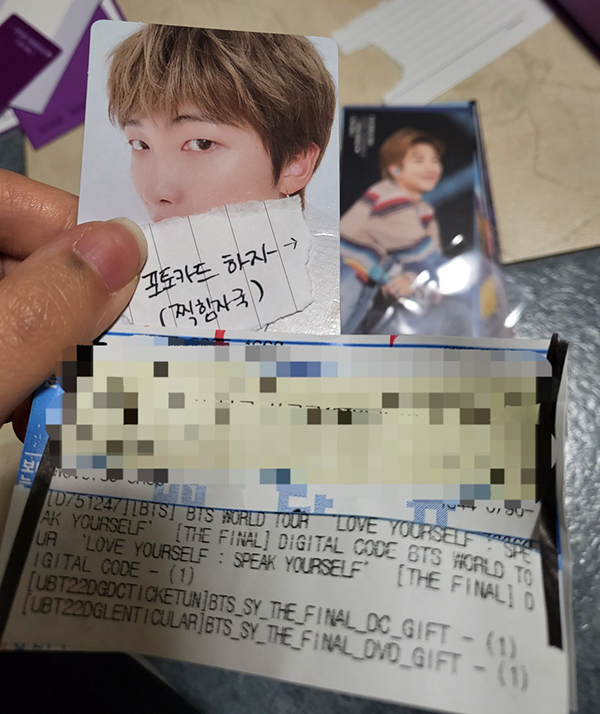 포토카드 하자→
(찍힘자국)
[D751247][BTS] BTS WORLD TOUR 'LOVE YOURSELF : SPE
AK YOURSELF' [THE FINAL] DIGITAL CODE BTS WORLD TO
UR 'LOVE YOURSELF : SPEAK YOURSELF' [THE FINAL] D
IGITAL CODE - (1)
[UBT22DGDCTICKETUN]BTS_SY_THE_FINAL_DC_GIFT - (1)
[UBT22DGLENTICULAR]BTS_SY_THE_FINAL_DVD_GIFT - (1)